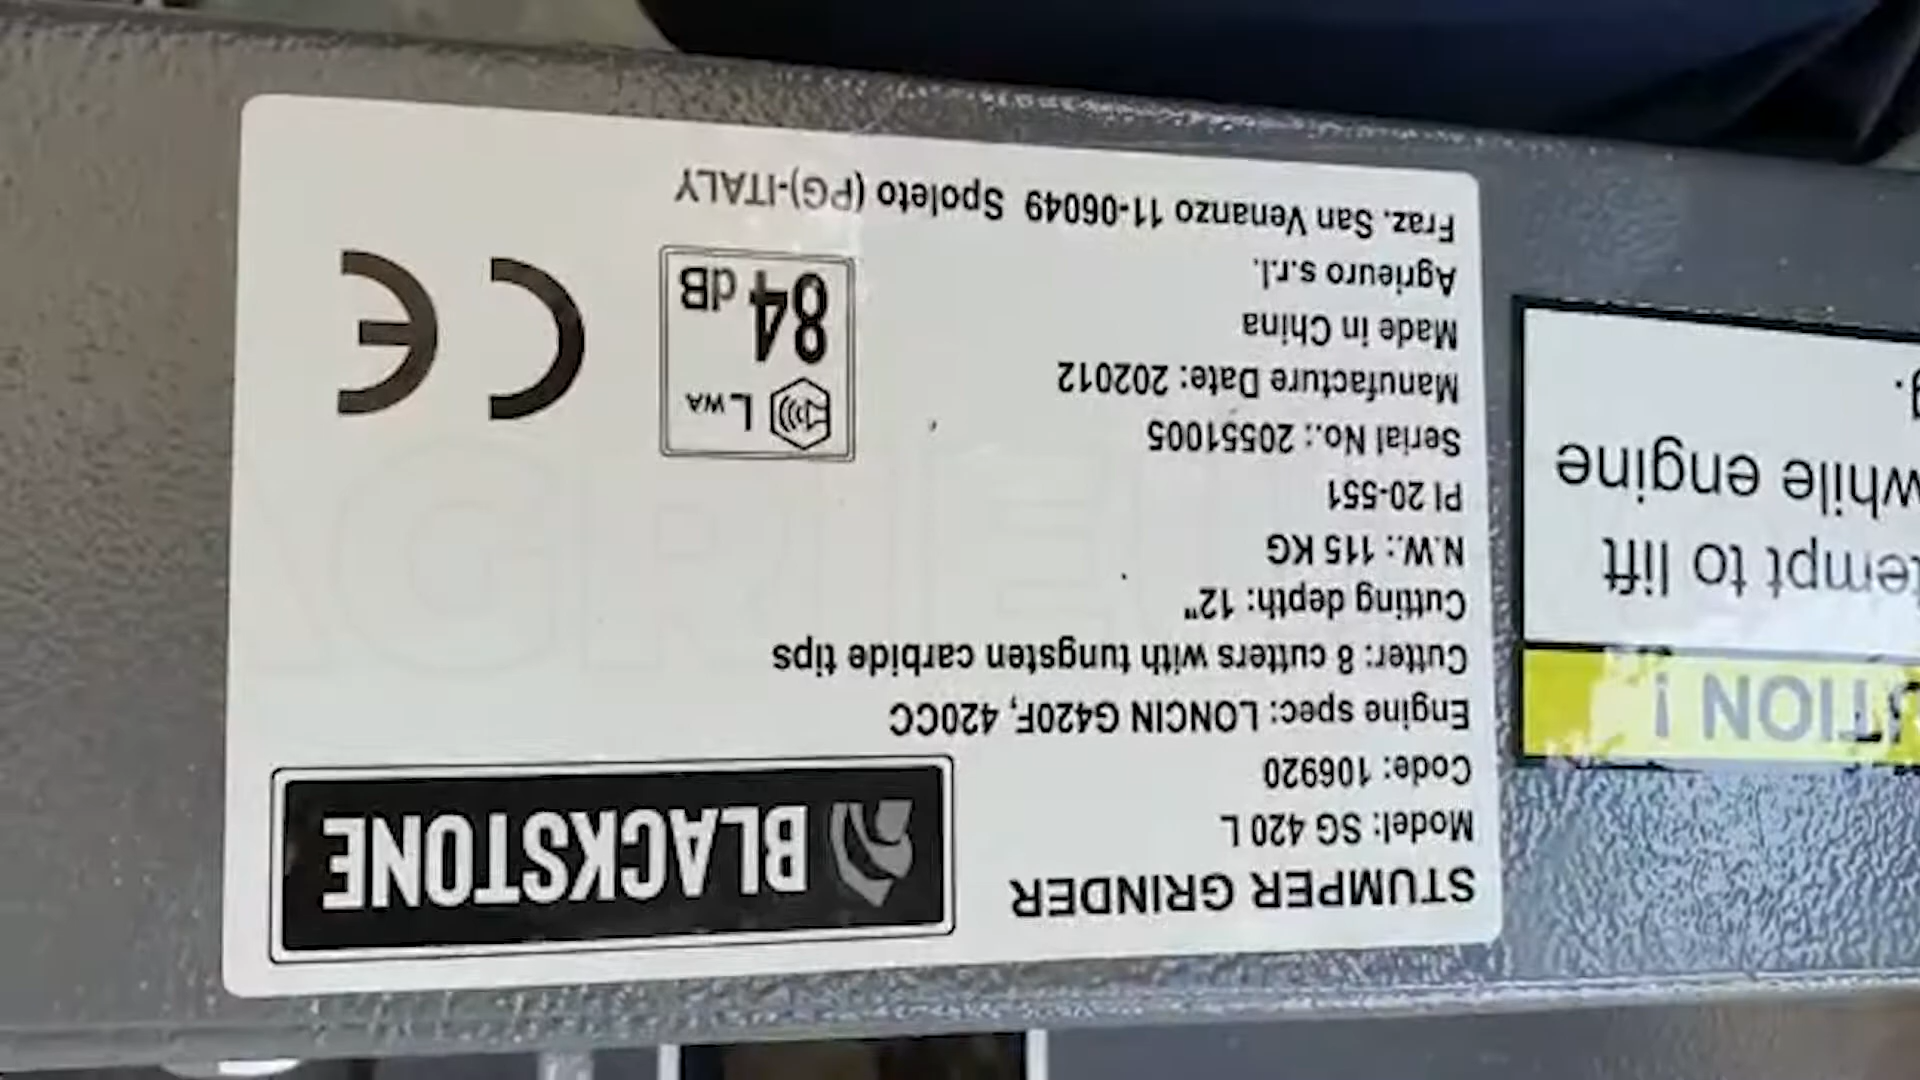 STUMPER GRINDER
BLACKSTONE
Model: SG 420 L
Code: 106920
Engine spec: LONCIN G420F, 420CC
Cutter: 8 cutters with tungsten carbide tips
Cutting depth: 12"
N.W.: 115 KG
PI 20-551
Serial No.: 20551005
Manufacture Date: 202012
Made in China
Agrieuro s.r.l.
Fraz. San Venanzo 11-06049 Spoleto (PG)-ITALY
LWA
84 dB
CE
UTION !
tempt to lift
while engine
g.